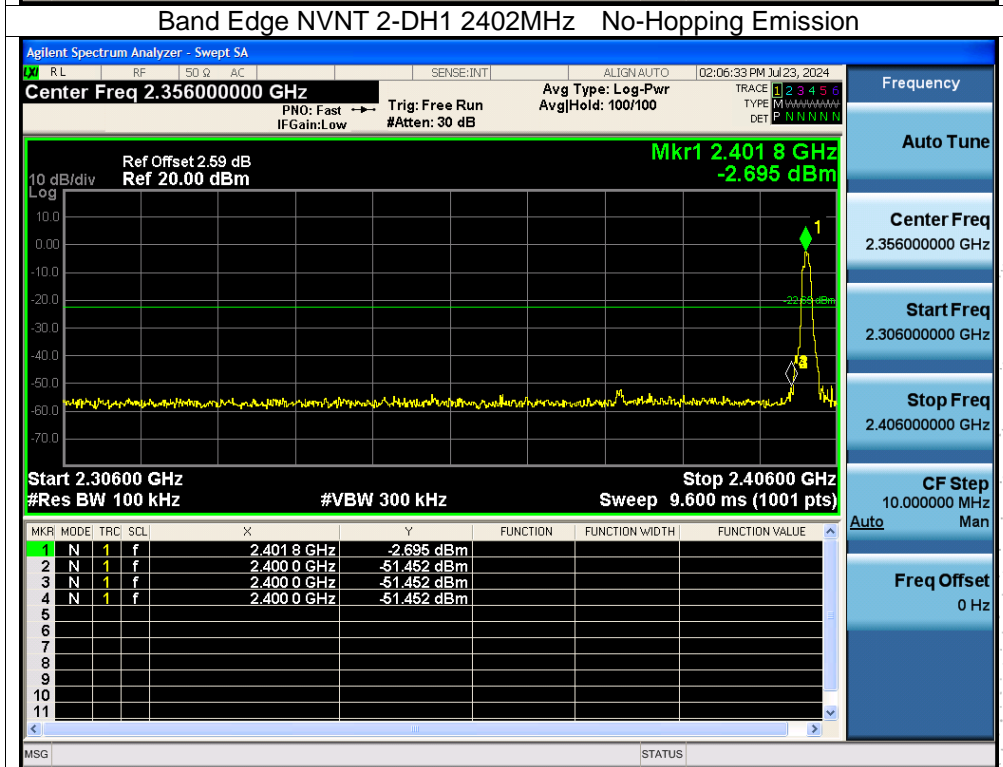 Band Edge NVNT 2-DH1 2402MHz No-Hopping Emission
Agilent Spectrum Analyzer - Swept SA
LXI RL RF 50 Ω AC SENSE:INT ALIGN AUTO 02:06:33 PM Jul 23, 2024
Center Freq 2.356000000 GHz
PNO: Fast
IFGain:Low
Trig: Free Run
#Atten: 30 dB
Avg Type: Log-Pwr
Avg|Hold: 100/100
TRACE 1 2 3 4 5 6
TYPE MWWWWW
DET P N N N N N
Ref Offset 2.59 dB
10 dB/div Ref 20.00 dBm
Log
Mkr1 2.401 8 GHz
-2.695 dBm
10.0
0.00
-10.0
-20.0
-30.0
-40.0
-50.0
-60.0
-70.0
1
-22.69 dBm
3
Start 2.30600 GHz Stop 2.40600 GHz
#Res BW 100 kHz #VBW 300 kHz Sweep 9.600 ms (1001 pts)
MKR MODE TRC SCL X Y FUNCTION FUNCTION WIDTH FUNCTION VALUE
1 N 1 f 2.401 8 GHz -2.695 dBm
2 N 1 f 2.400 0 GHz -51.452 dBm
3 N 1 f 2.400 0 GHz -51.452 dBm
4 N 1 f 2.400 0 GHz -51.452 dBm
5
6
7
8
9
10
11
MSG STATUS
Frequency
Auto Tune
Center Freq
2.356000000 GHz
Start Freq
2.306000000 GHz
Stop Freq
2.406000000 GHz
CF Step
10.000000 MHz
Auto Man
Freq Offset
0 Hz